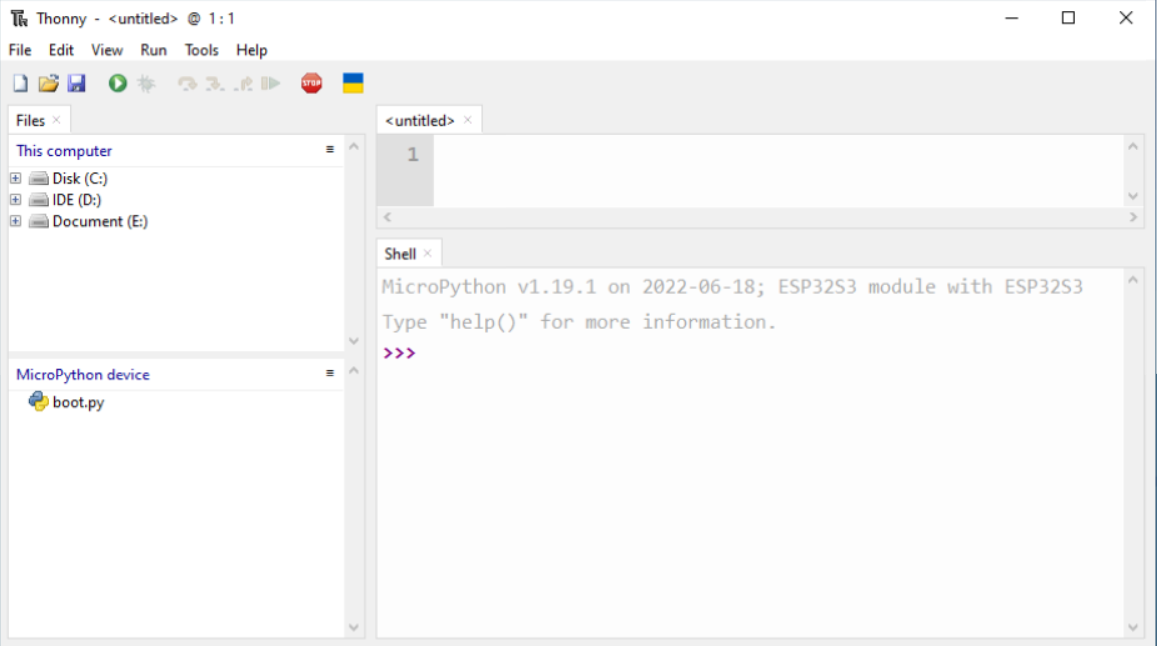 Thonny - <untitled> @ 1:1
File Edit View Run Tools Help
STOP
Files
This computer
Disk (C:)
IDE (D:)
Document (E:)
MicroPython device
boot.py
<untitled>
1
Shell
MicroPython v1.19.1 on 2022-06-18; ESP32S3 module with ESP32S3
Type "help()" for more information.
>>>